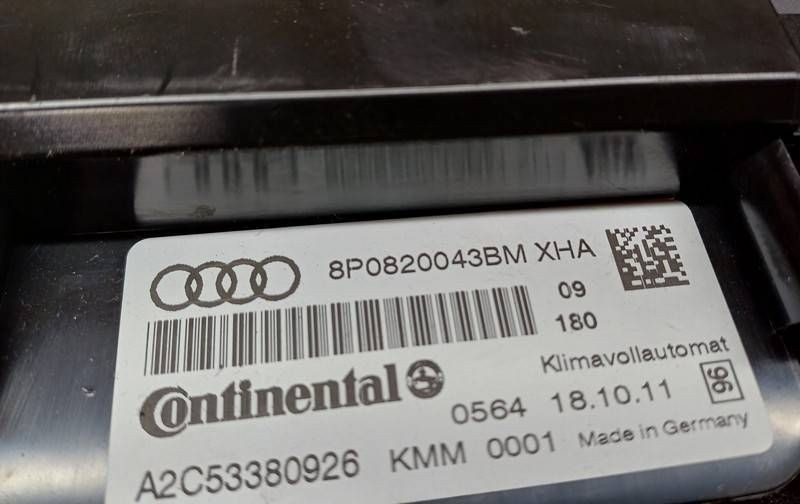 8P0820043BM XHA
09
180
Continental
Klimavollautomat
0564 18.10.11 96
A2C53380926 KMM 0001 Made in Germany